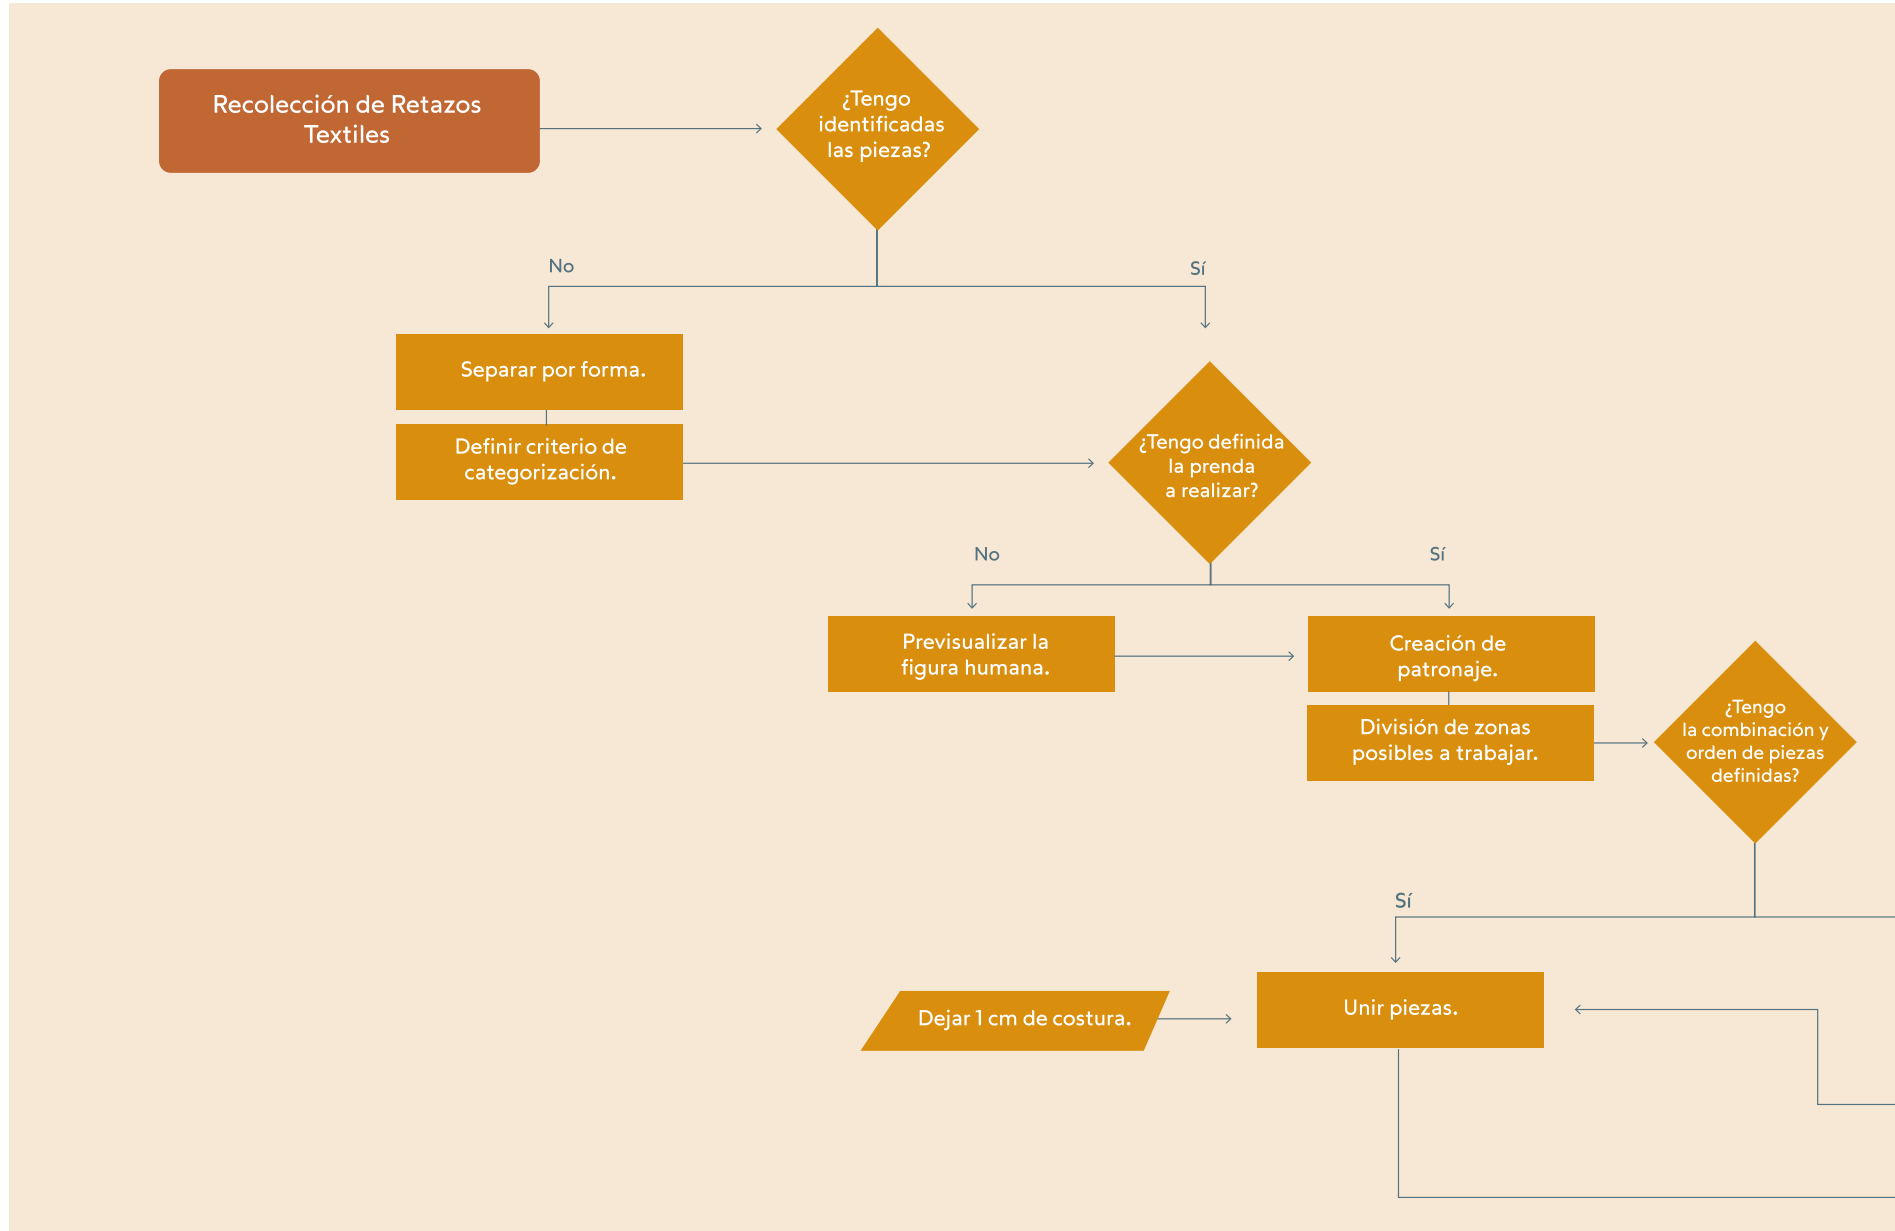 Recolección de Retazos
Textiles
¿Tengo
identificadas
las piezas?
No
Sí
Separar por forma.
Definir criterio de
categorización.
¿Tengo definida
la prenda
a realizar?
No
Sí
Previsualizar la
figura humana.
Creación de
patronaje.
División de zonas
posibles a trabajar.
¿Tengo
la combinación y
orden de piezas
definidas?
Sí
Dejar 1 cm de costura.
Unir piezas.